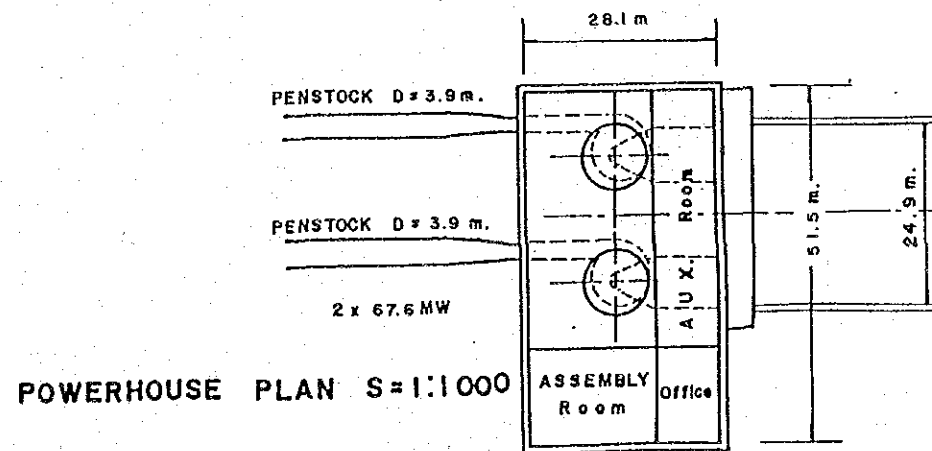 28.1 m
PENSTOCK D = 3.9 m.
PENSTOCK D = 3.9 m.
2 x 67.6 MW
AUX. Room
51.5 m.
24.9 m.
POWERHOUSE PLAN S=1:1000
ASSEMBLY
Room
Office